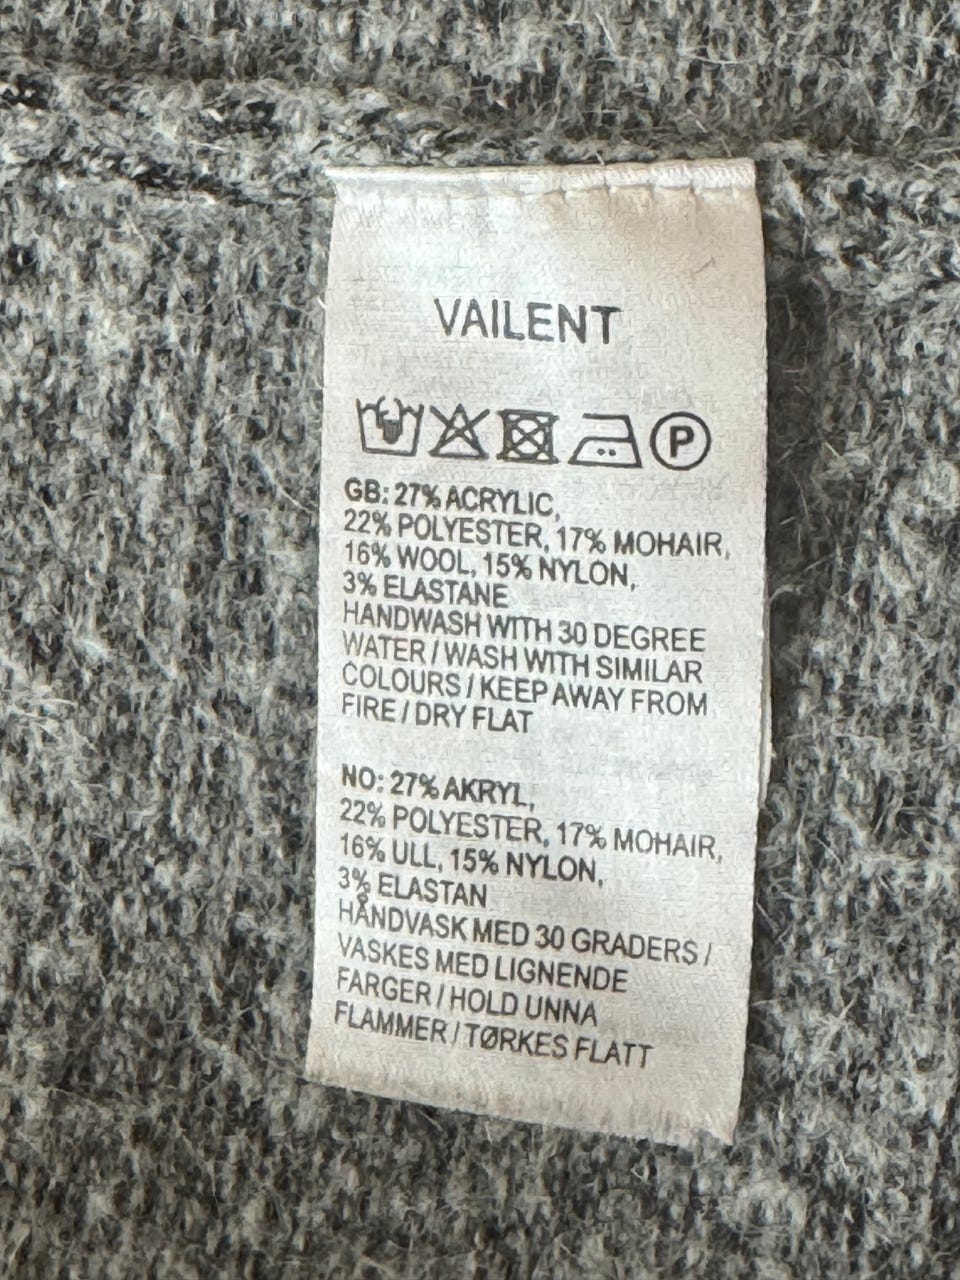 VAILENT
P
GB: 27% ACRYLIC,
22% POLYESTER, 17% MOHAIR,
16% WOOL, 15% NYLON,
3% ELASTANE
HANDWASH WITH 30 DEGREE
WATER / WASH WITH SIMILAR
COLOURS / KEEP AWAY FROM
FIRE / DRY FLAT
NO: 27% AKRYL,
22% POLYESTER, 17% MOHAIR,
16% ULL, 15% NYLON,
3% ELASTAN
HÅNDVASK MED 30 GRADERS /
VASKES MED LIGNENDE
FARGER / HOLD UNNA
FLAMMER / TØRKES FLATT